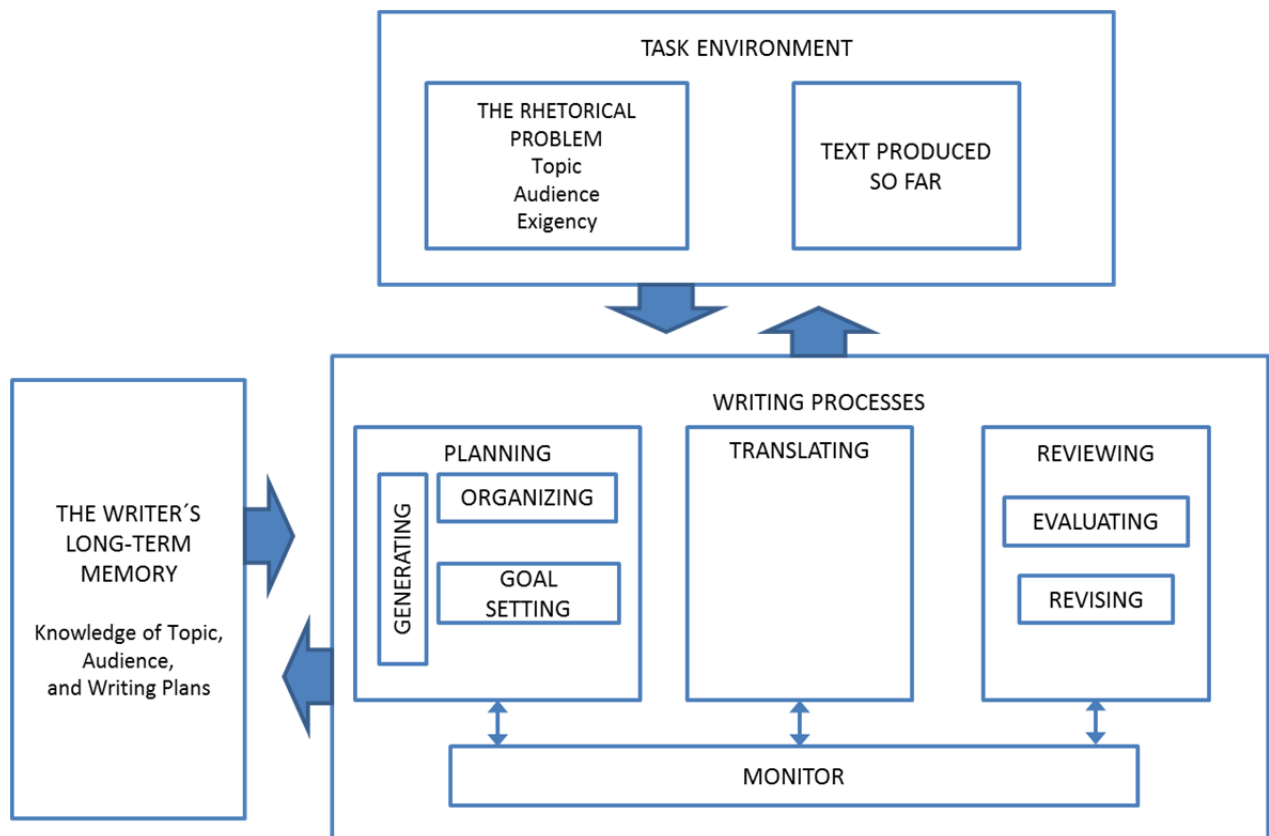 TASK ENVIRONMENT
THE RHETORICAL
PROBLEM
Topic
Audience
Exigency
TEXT PRODUCED
SO FAR
THE WRITER´S
LONG-TERM
MEMORY
Knowledge of Topic,
Audience,
and Writing Plans
WRITING PROCESSES
PLANNING
GENERATING
ORGANIZING
GOAL
SETTING
TRANSLATING
REVIEWING
EVALUATING
REVISING
MONITOR